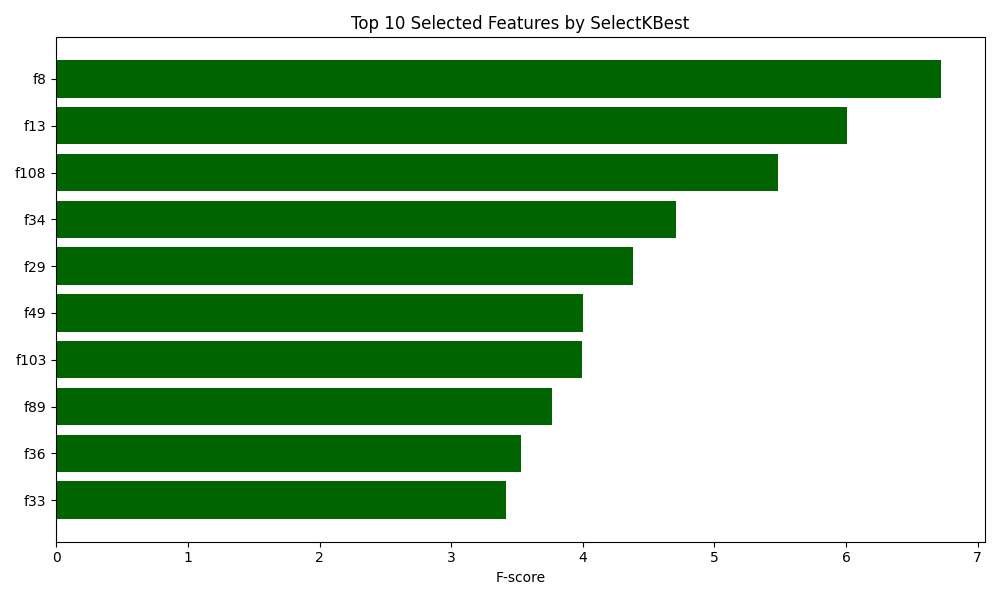 Top 10 Selected Features by SelectKBest
f8
f13
f108
f34
f29
f49
f103
f89
f36
f33
0 1 2 3 4 5 6 7
F-score